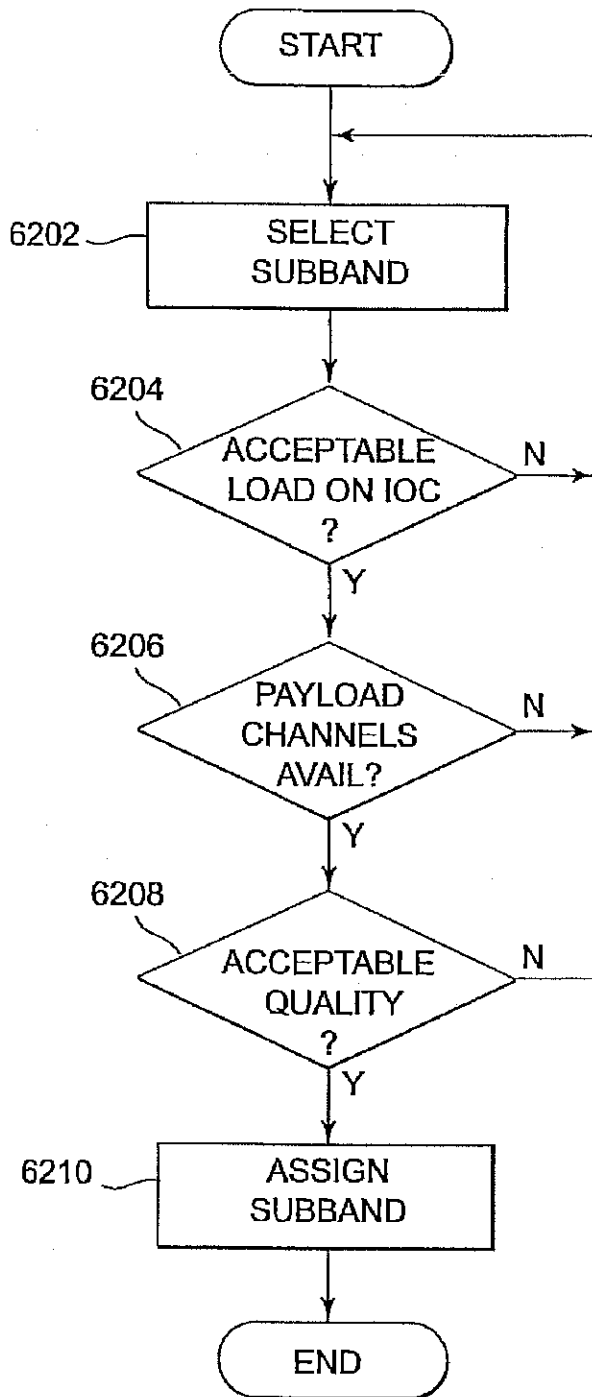 START
6202
SELECT
SUBBAND
6204
ACCEPTABLE
LOAD ON IOC
?
N
Y
6206
PAYLOAD
CHANNELS
AVAIL?
N
Y
6208
ACCEPTABLE
QUALITY
?
N
Y
6210
ASSIGN
SUBBAND
END